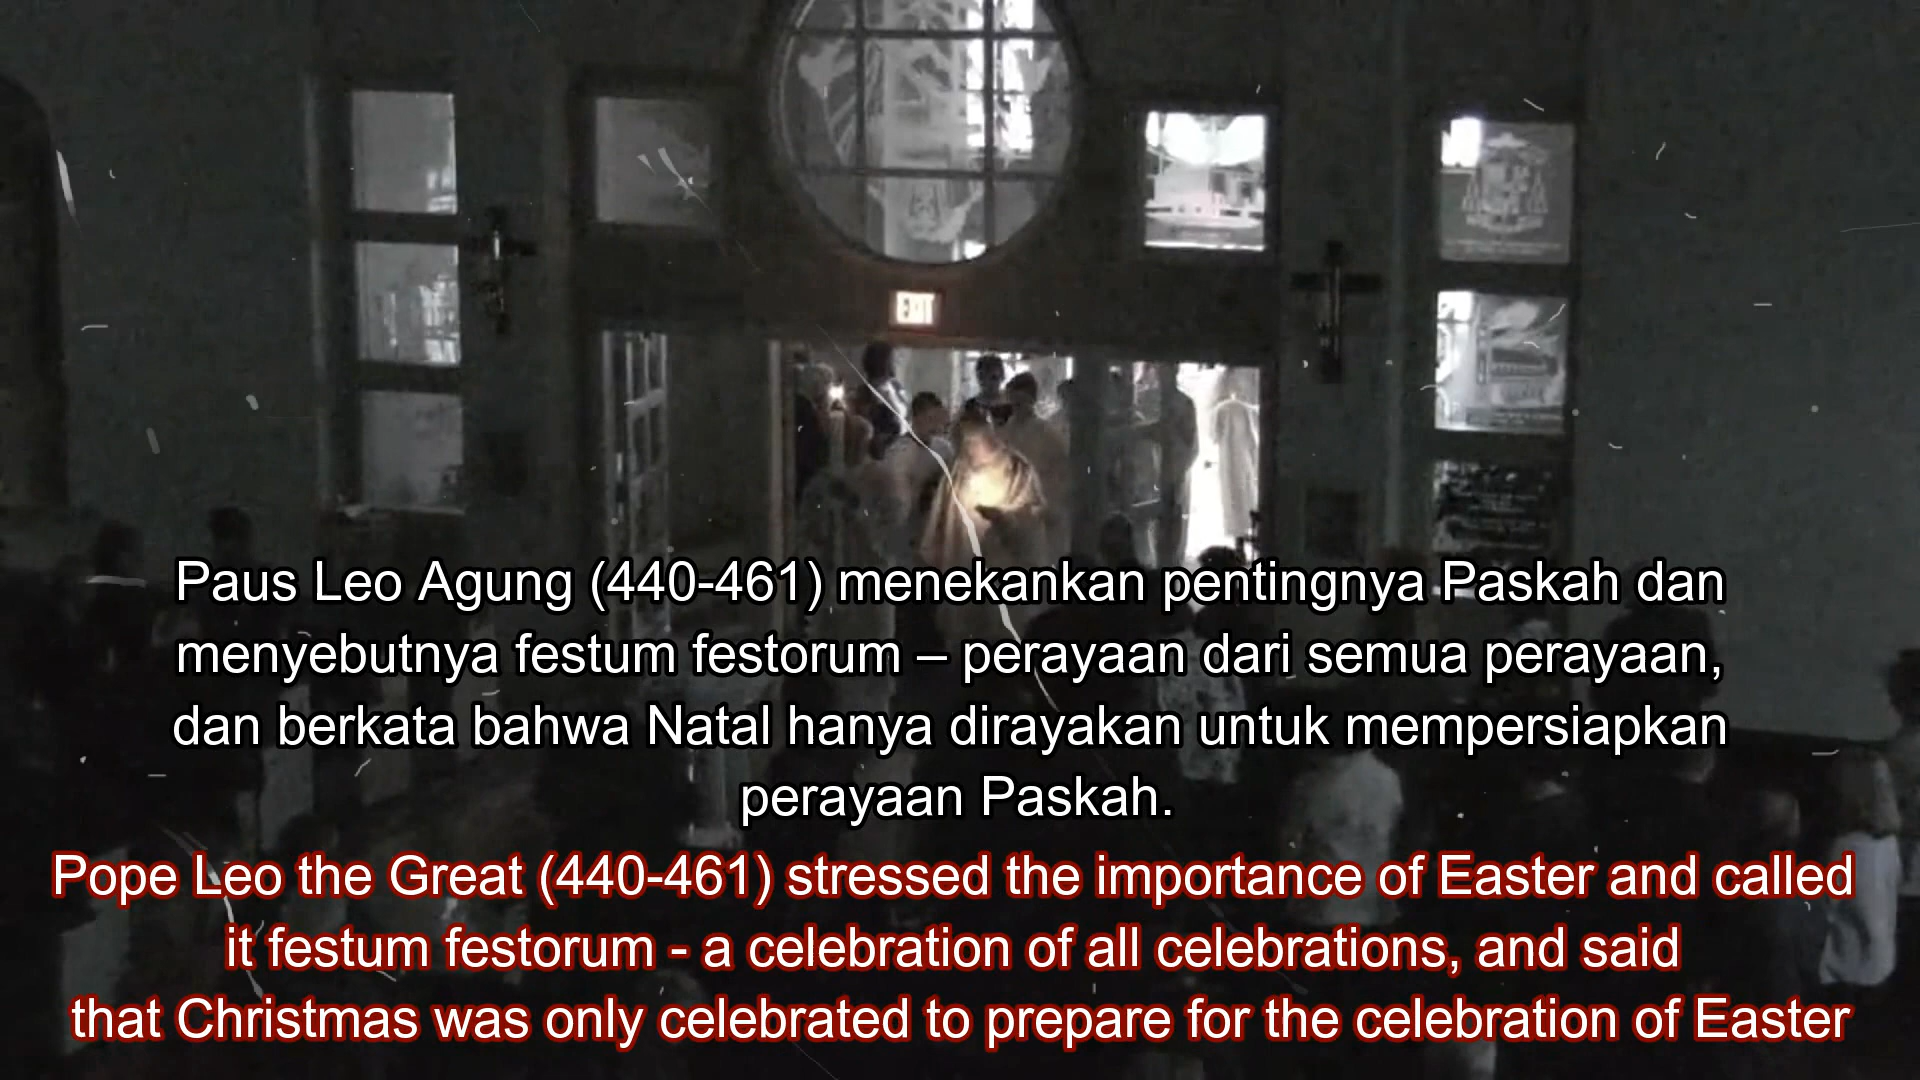 EXIT
Paus Leo Agung (440-461) menekankan pentingnya Paskah dan
menyebutnya festum festorum – perayaan dari semua perayaan,
dan berkata bahwa Natal hanya dirayakan untuk mempersiapkan
perayaan Paskah.
Pope Leo the Great (440-461) stressed the importance of Easter and called
it festum festorum - a celebration of all celebrations, and said
that Christmas was only celebrated to prepare for the celebration of Easter